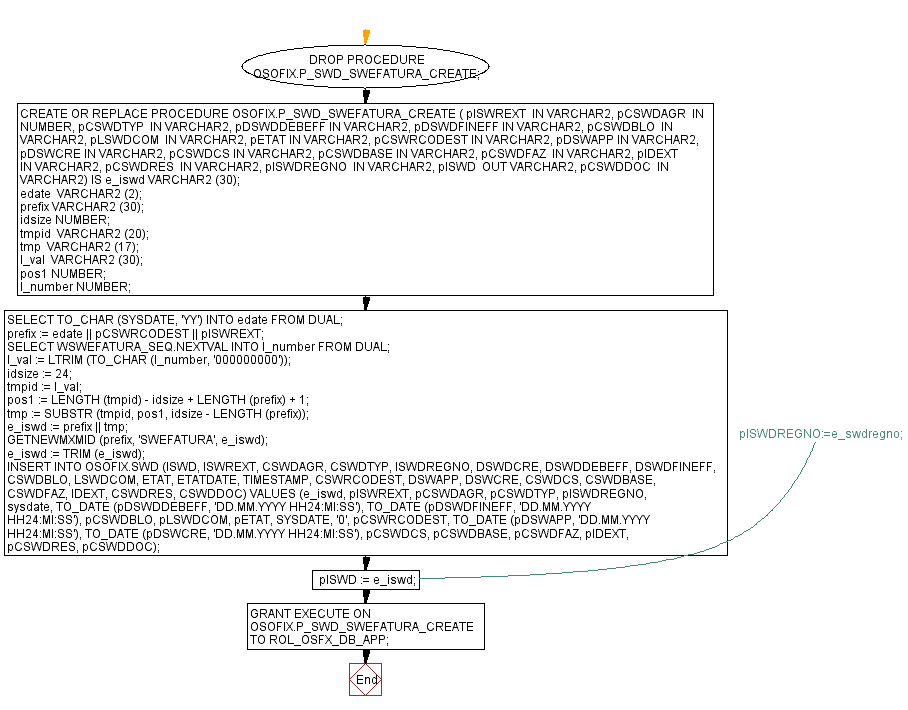 DROP PROCEDURE
OSOFIX.P_SWD_SWEFATURA_CREATE;
CREATE OR REPLACE PROCEDURE OSOFIX.P_SWD_SWEFATURA_CREATE ( pISWREXT IN VARCHAR2, pCSWDAGR IN
NUMBER, pCSWDTYP IN VARCHAR2, pDSWDDEBEFF IN VARCHAR2, pDSWDFINEFF IN VARCHAR2, pCSWDBLO IN
VARCHAR2, pLSWDCOM IN VARCHAR2, pETAT IN VARCHAR2, pCSWRCODEST IN VARCHAR2, pDSWAPP IN VARCHAR2,
pDSWCRE IN VARCHAR2, pCSWDCS IN VARCHAR2, pCSWDBASE IN VARCHAR2, pCSWDFAZ IN VARCHAR2, pIDEXT
IN VARCHAR2, pCSWDRES IN VARCHAR2, pISWDREGNO IN VARCHAR2, pISWD OUT VARCHAR2, pCSWDDOC IN
VARCHAR2) IS e_iswd VARCHAR2 (30);
edate VARCHAR2 (2);
prefix VARCHAR2 (30);
idsize NUMBER;
tmpid VARCHAR2 (20);
tmp VARCHAR2 (17);
l_val VARCHAR2 (30);
pos1 NUMBER;
l_number NUMBER;
SELECT TO_CHAR (SYSDATE, 'YY') INTO edate FROM DUAL;
prefix := edate || pCSWRCODEST || pISWREXT;
SELECT WSWEFATURA_SEQ.NEXTVAL INTO l_number FROM DUAL;
l_val := LTRIM (TO_CHAR (l_number, '000000000'));
idsize := 24;
tmpid := l_val;
pos1 := LENGTH (tmpid) - idsize + LENGTH (prefix) + 1;
tmp := SUBSTR (tmpid, pos1, idsize - LENGTH (prefix));
e_iswd := prefix || tmp;
GETNEWMXMID (prefix, 'SWEFATURA', e_iswd);
e_iswd := TRIM (e_iswd);
INSERT INTO OSOFIX.SWD (ISWD, ISWREXT, CSWDAGR, CSWDTYP, ISWDREGNO, DSWDCRE, DSWDDEBEFF, DSWDFINEFF,
CSWDBLO, LSWDCOM, ETAT, ETATDATE, TIMESTAMP, CSWRCODEST, DSWAPP, DSWCRE, CSWDCS, CSWDBASE,
CSWDFAZ, IDEXT, CSWDRES, CSWDDOC) VALUES (e_iswd, pISWREXT, pCSWDAGR, pCSWDTYP, pISWDREGNO,
sysdate, TO_DATE (pDSWDDEBEFF, 'DD.MM.YYYY HH24:MI:SS'), TO_DATE (pDSWDFINEFF, 'DD.MM.YYYY
HH24:MI:SS'), pCSWDBLO, pLSWDCOM, pETAT, SYSDATE, '0', pCSWRCODEST, TO_DATE (pDSWAPP, 'DD.MM.YYYY
HH24:MI:SS'), TO_DATE (pDSWCRE, 'DD.MM.YYYY HH24:MI:SS'), pCSWDCS, pCSWDBASE, pCSWDFAZ, pIDEXT,
pCSWDRES, pCSWDDOC);
pISWDREGNO:=e_swdregno;
pISWD := e_iswd;
GRANT EXECUTE ON
OSOFIX.P_SWD_SWEFATURA_CREATE
TO ROL_OSFX_DB_APP;
End